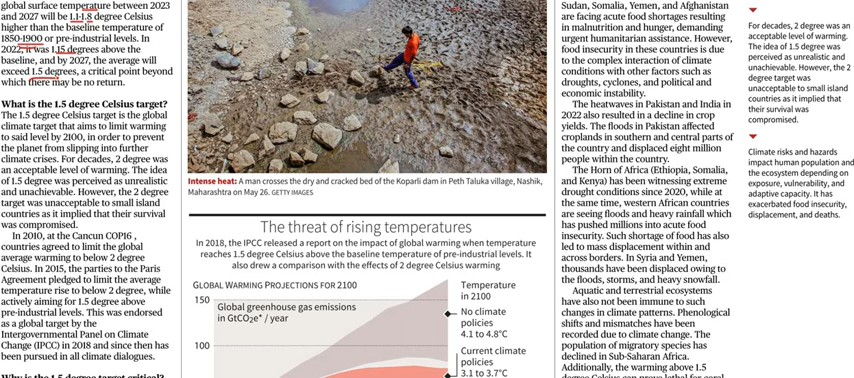 global surface temperature between 2023
and 2027 will be 1.1-1.8 degree Celsius
higher than the baseline temperature of
1850-1900 or pre-industrial levels. In
2022, it was 1.15 degrees above the
baseline, and by 2027, the average will
exceed 1.5 degrees, a critical point beyond
which there may be no return.
What is the 1.5 degree Celsius target?
The 1.5 degree Celsius target is the global
climate target that aims to limit warming
to said level by 2100, in order to prevent
the planet from slipping into further
climate crises. For decades, 2 degree was
an acceptable level of warming. The idea
of 1.5 degree was perceived as unrealistic
and unachievable. However, the 2 degree
target was unacceptable to small island
countries as it implied that their survival
was compromised.
In 2010, at the Cancun COP16 ,
countries agreed to limit the global
average warming to below 2 degree
Celsius. In 2015, the parties to the Paris
Agreement pledged to limit the average
temperature rise to below 2 degree, while
actively aiming for 1.5 degree above
pre-industrial levels. This was endorsed
as a global target by the
Intergovernmental Panel on Climate
Change (IPCC) in 2018 and since then has
been pursued in all climate dialogues.
Why is the 1.5 degree target critical?
Intense heat: A man crosses the dry and cracked bed of the Koparli dam in Peth Taluka village, Nashik,
Maharashtra on May 26. GETTY IMAGES
The threat of rising temperatures
In 2018, the IPCC released a report on the impact of global warming when temperature
reaches 1.5 degree Celsius above the baseline temperature of pre-industrial levels. It
also drew a comparison with the effects of 2 degree Celsius warming
GLOBAL WARMING PROJECTIONS FOR 2100
150
Global greenhouse gas emissions
in GtCO2e* / year
100
Temperature
in 2100
No climate
policies
4.1 to 4.8°C
Current climate
policies
3.1 to 3.7°C
Sudan, Somalia, Yemen, and Afghanistan
are facing acute food shortages resulting
in malnutrition and hunger, demanding
urgent humanitarian assistance. However,
food insecurity in these countries is due
to the complex interaction of climate
conditions with other factors such as
droughts, cyclones, and political and
economic instability.
The heatwaves in Pakistan and India in
2022 also resulted in a decline in crop
yields. The floods in Pakistan affected
croplands in southern and central parts of
the country and displaced eight million
people within the country.
The Horn of Africa (Ethiopia, Somalia,
and Kenya) has been witnessing extreme
drought conditions since 2020, while at
the same time, western African countries
are seeing floods and heavy rainfall which
has pushed millions into acute food
insecurity. Such shortage of food has also
led to mass displacement within and
across borders. In Syria and Yemen,
thousands have been displaced owing to
the floods, storms, and heavy snowfall.
Aquatic and terrestrial ecosystems
have also not been immune to such
changes in climate patterns. Phenological
shifts and mismatches have been
recorded due to climate change. The
population of migratory species has
declined in Sub-Saharan Africa.
Additionally, the warming above 1.5
degree Celsius can prove lethal for coral
For decades, 2 degree was an
acceptable level of warming.
The idea of 1.5 degree was
perceived as unrealistic and
unachievable. However, the 2
degree target was
unacceptable to small island
countries as it implied that
their survival was
compromised.
Climate risks and hazards
impact human population and
the ecosystem depending on
exposure, vulnerability, and
adaptive capacity. It has
exacerbated food insecurity,
displacement, and deaths.